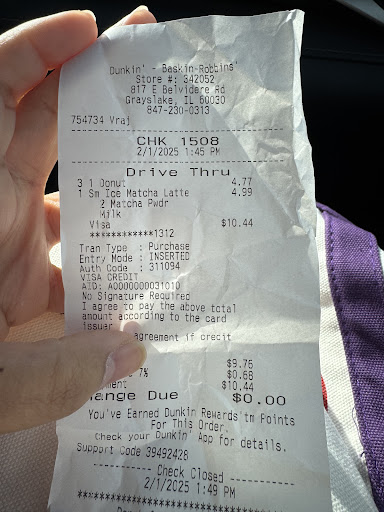 Dunkin' - Baskin-Robbins'
Store #: 342052
817 E Belvidere Rd
Grayslake, IL 60030
847-230-0313
754734 Vraj
CHK 1508
2/1/2025 1:45 PM
Drive Thru
3 1 Donut 4.77
1 Sm Ice Matcha Latte 4.99
2 Matcha Pwdr
Milk
Visa $10.44
************1312
Tran Type : Purchase
Entry Mode : INSERTED
Auth Code : 311094
VISA CREDIT
AID: A0000000031010
No Signature Required
I agree to pay the above total
amount according to the card
issuer
agreement if credit
$9.76
7% $0.68
ment $10.44
hange Due $0.00
You've Earned Dunkin Rewards'tm Points
For This Order.
Check your Dunkin' App for details.
Support Code 39492428
---------- Check Closed ----------
2/1/2025 1:49 PM